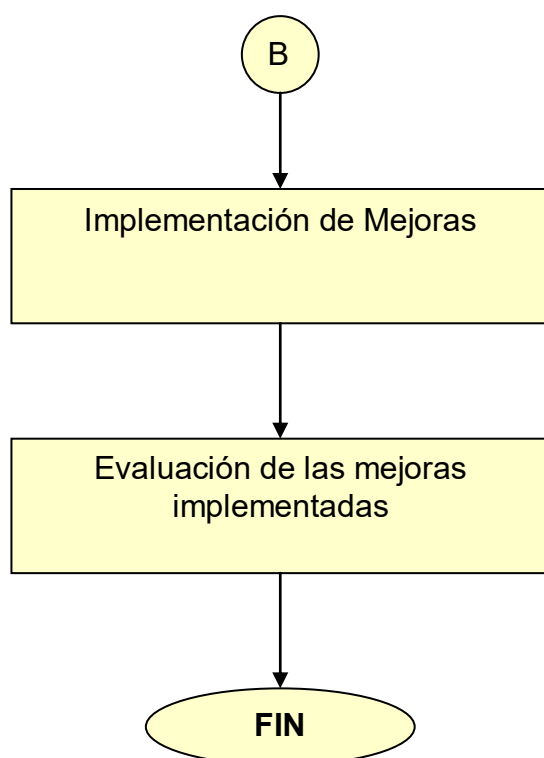 B
Implementación de Mejoras
Evaluación de las mejoras
implementadas
FIN